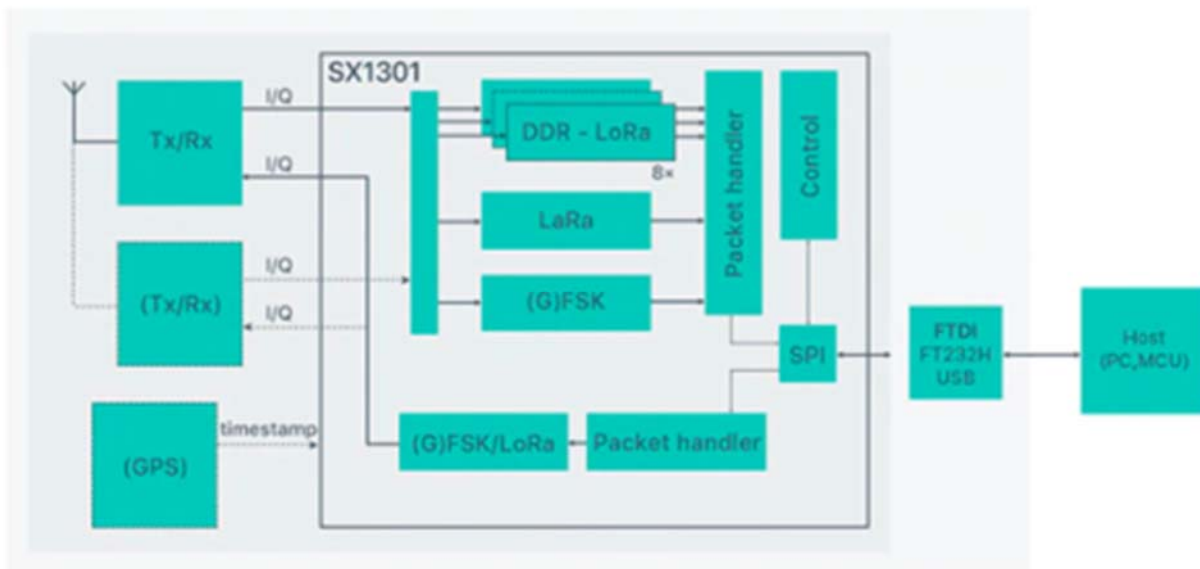 SX1301
I/Q
Tx/Rx
I/Q
DDR - LoRa
8×
Packet handler
Control
LaRa
I/Q
(Tx/Rx)
I/Q
(G)FSK
SPI
FTDI
FT232H
USB
Host
(PC,MCU)
timestamp
(GPS)
(G)FSK/LoRa
Packet handler